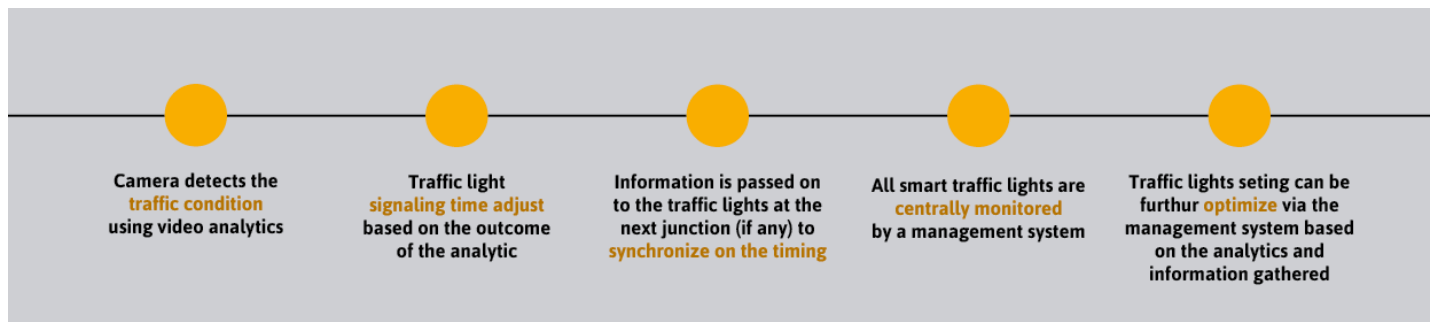 Camera detects the
traffic condition
using video analytics
Traffic light
signaling time adjust
based on the outcome
of the analytic
Information is passed on
to the traffic lights at the
next junction (if any) to
synchronize on the timing
All smart traffic lights are
centrally monitored
by a management system
Traffic lights seting can be
furthur optimize via the
management system based
on the analytics and
information gathered